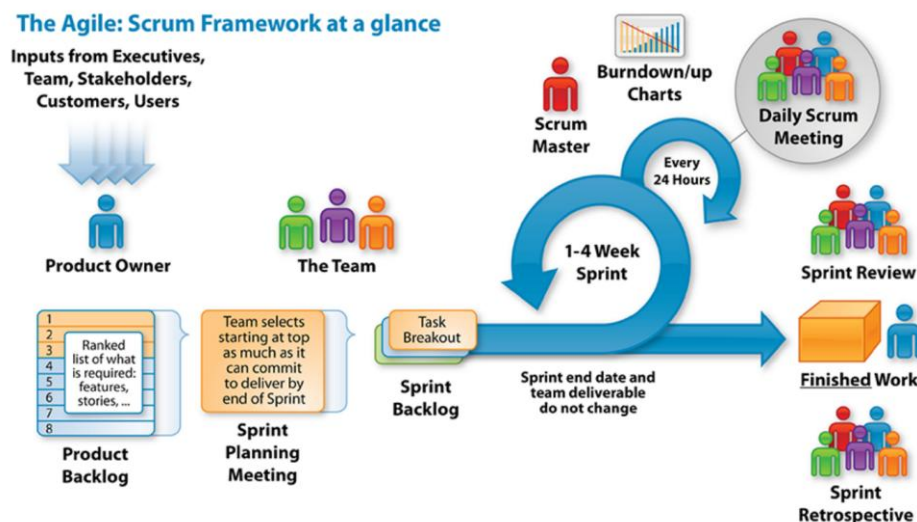 The Agile: Scrum Framework at a glance
Inputs from Executives,
Team, Stakeholders,
Customers, Users
Product Owner
The Team
Scrum
Master
Burndown/up
Charts
Daily Scrum
Meeting
Every
24 Hours
1-4 Week
Sprint
Sprint Review
1
2
3
4
5
6
7
8
Ranked
list of what
is required:
features,
stories, ...
Product
Backlog
Team selects
starting at top
as much as it
can commit
to deliver by
end of Sprint
Sprint
Planning
Meeting
Task
Breakout
Sprint
Backlog
Sprint end date and
team deliverable
do not change
Finished Work
Sprint
Retrospective